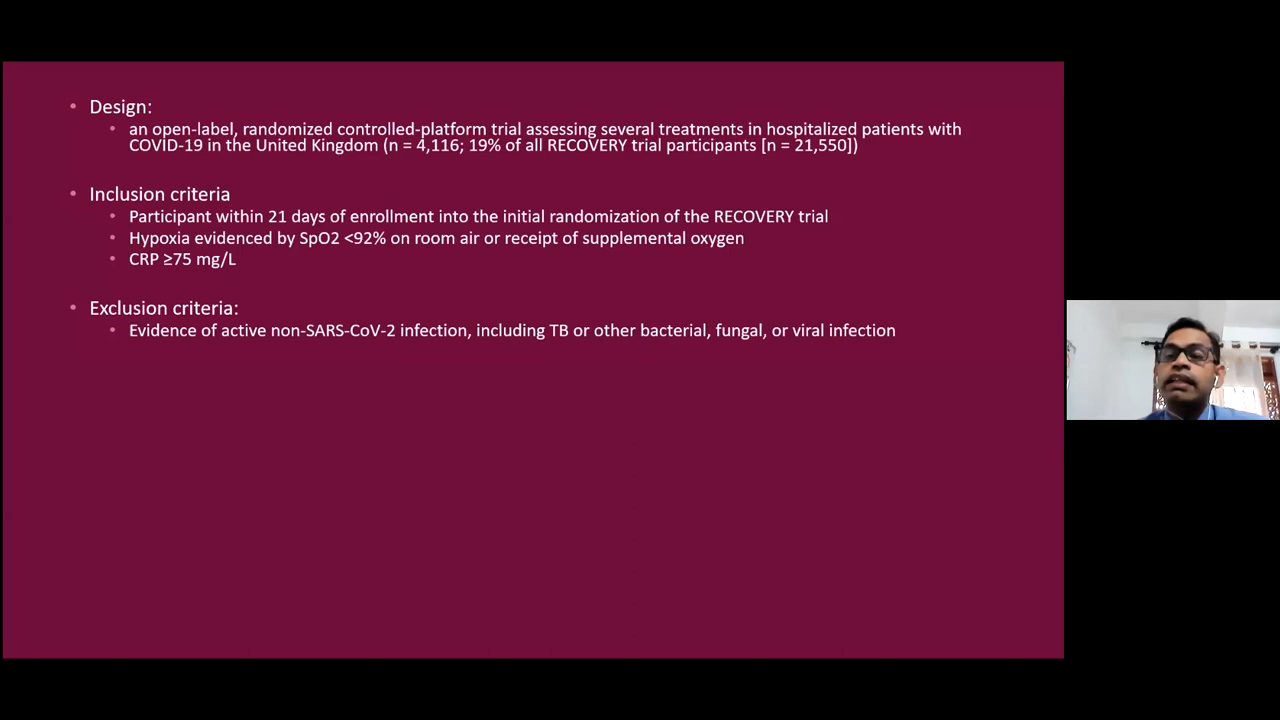 Design:
an open-label, randomized controlled-platform trial assessing several treatments in hospitalized patients with
COVID-19 in the United Kingdom (n = 4,116; 19% of all RECOVERY trial participants [n = 21,550])
Inclusion criteria
Participant within 21 days of enrollment into the initial randomization of the RECOVERY trial
Hypoxia evidenced by SpO2 <92% on room air or receipt of supplemental oxygen
CRP ≥75 mg/L
Exclusion criteria:
Evidence of active non-SARS-CoV-2 infection, including TB or other bacterial, fungal, or viral infection